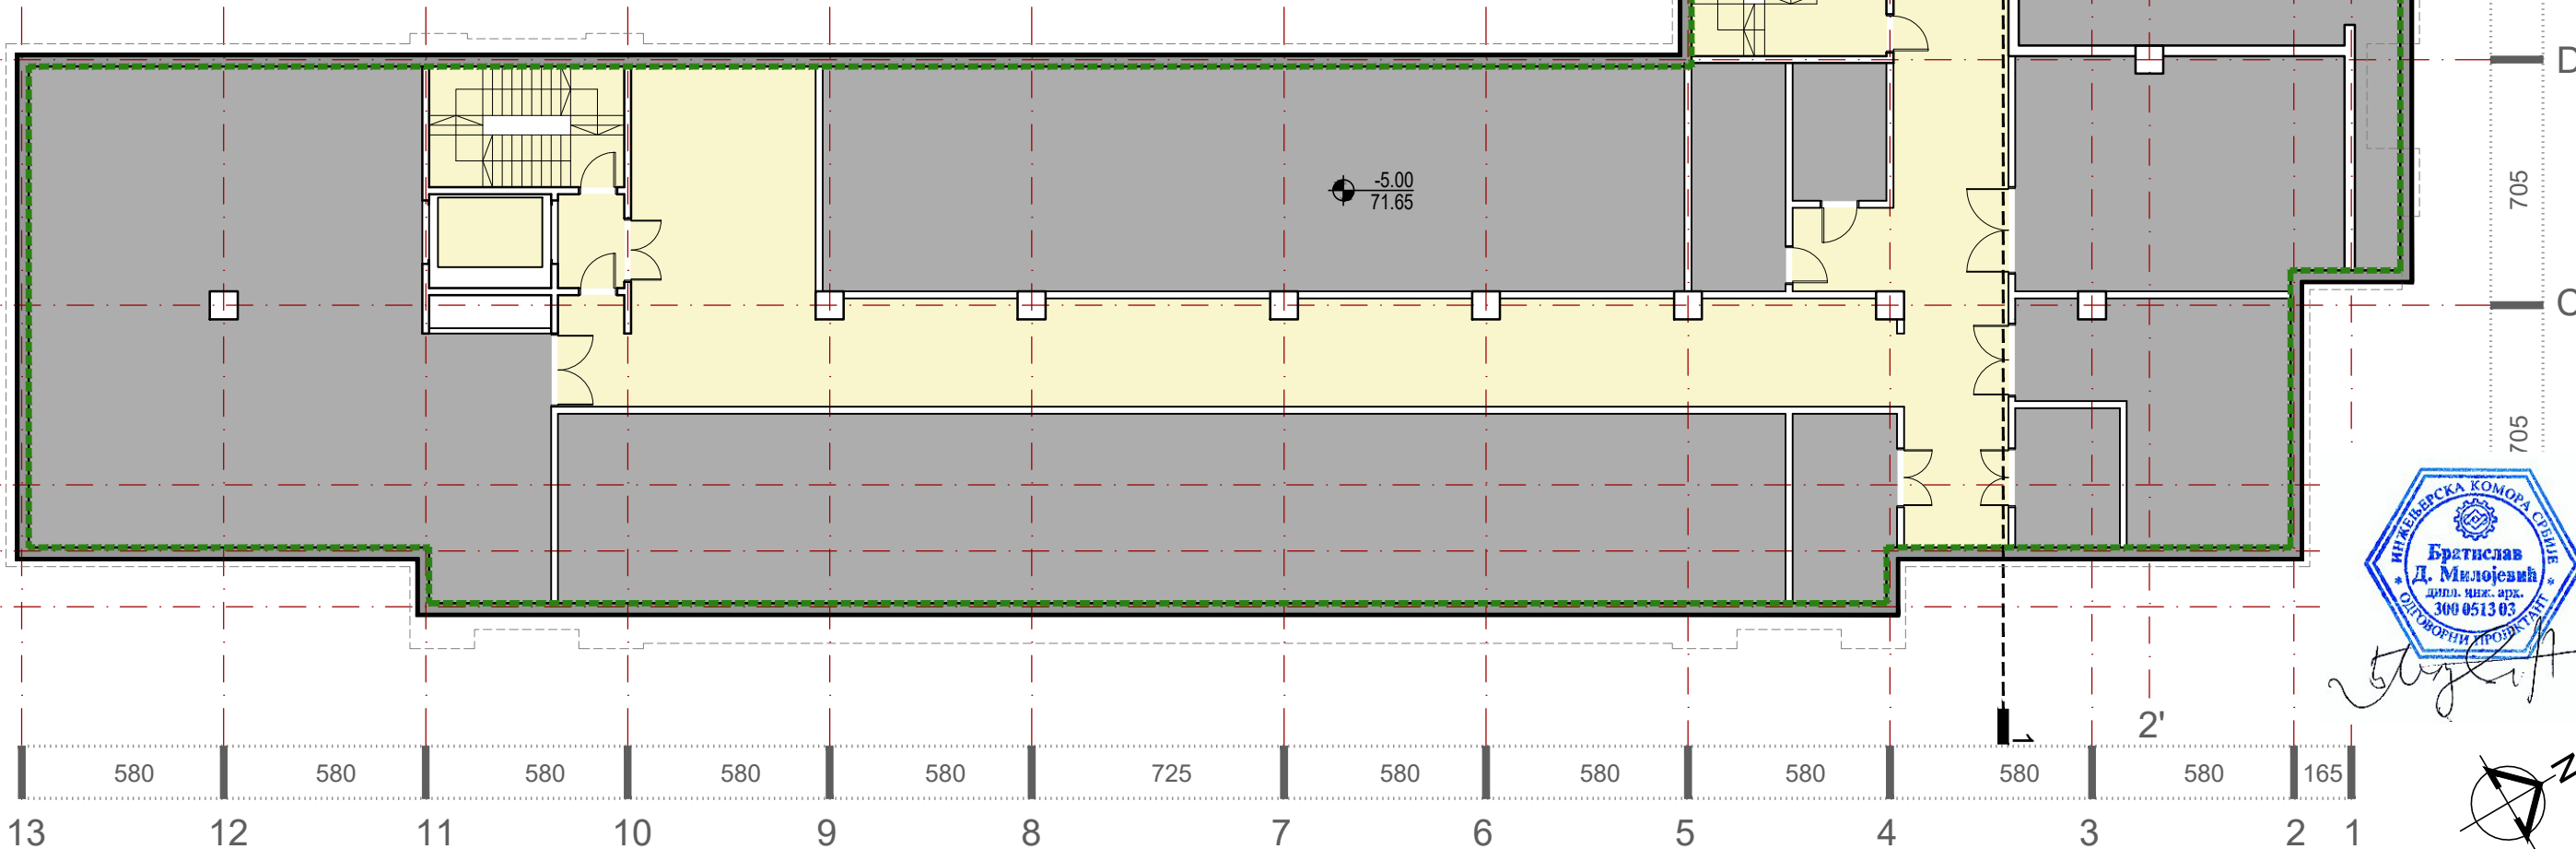 D
-5.00
71.65
705
C
705
ИНЖЕЊЕРСКА КОМОРА СРБИЈЕ
Братислав
Д. Милојевић
дипл. инж. арх.
300 0513 03
ОДГОВОРНИ ПРОЈЕКТАНТ
2'
1
580 580 580 580 580 725 580 580 580 580 580 165
N
13 12 11 10 9 8 7 6 5 4 3 2 1